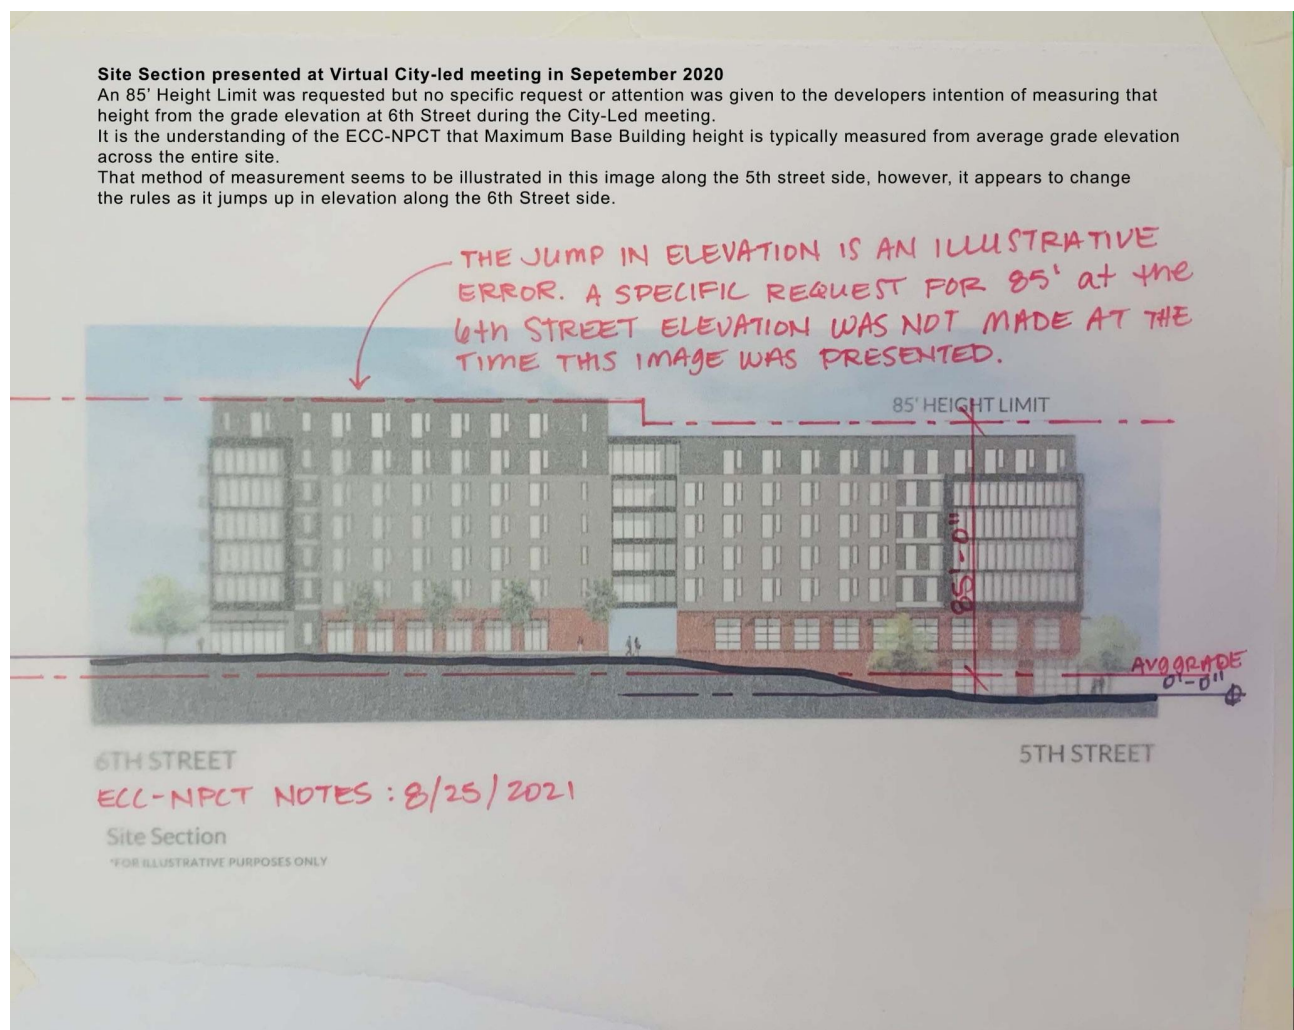 Site Section presented at Virtual City-led meeting in Sepetember 2020
An 85’ Height Limit was requested but no specific request or attention was given to the developers intention of measuring that
height from the grade elevation at 6th Street during the City-Led meeting.
It is the understanding of the ECC-NPCT that Maximum Base Building height is typically measured from average grade elevation
across the entire site.
That method of measurement seems to be illustrated in this image along the 5th street side, however, it appears to change
the rules as it jumps up in elevation along the 6th Street side.
THE JUMP IN ELEVATION IS AN ILLUSTRATIVE
ERROR. A SPECIFIC REQUEST FOR 85' at the
6th STREET ELEVATION WAS NOT MADE AT THE
TIME THIS IMAGE WAS PRESENTED.
85' HEIGHT LIMIT
85'-0"
AVG GRADE
0'-0"
6TH STREET
5TH STREET
ECC-NPCT NOTES: 8/25/2021
Site Section
*FOR ILLUSTRATIVE PURPOSES ONLY